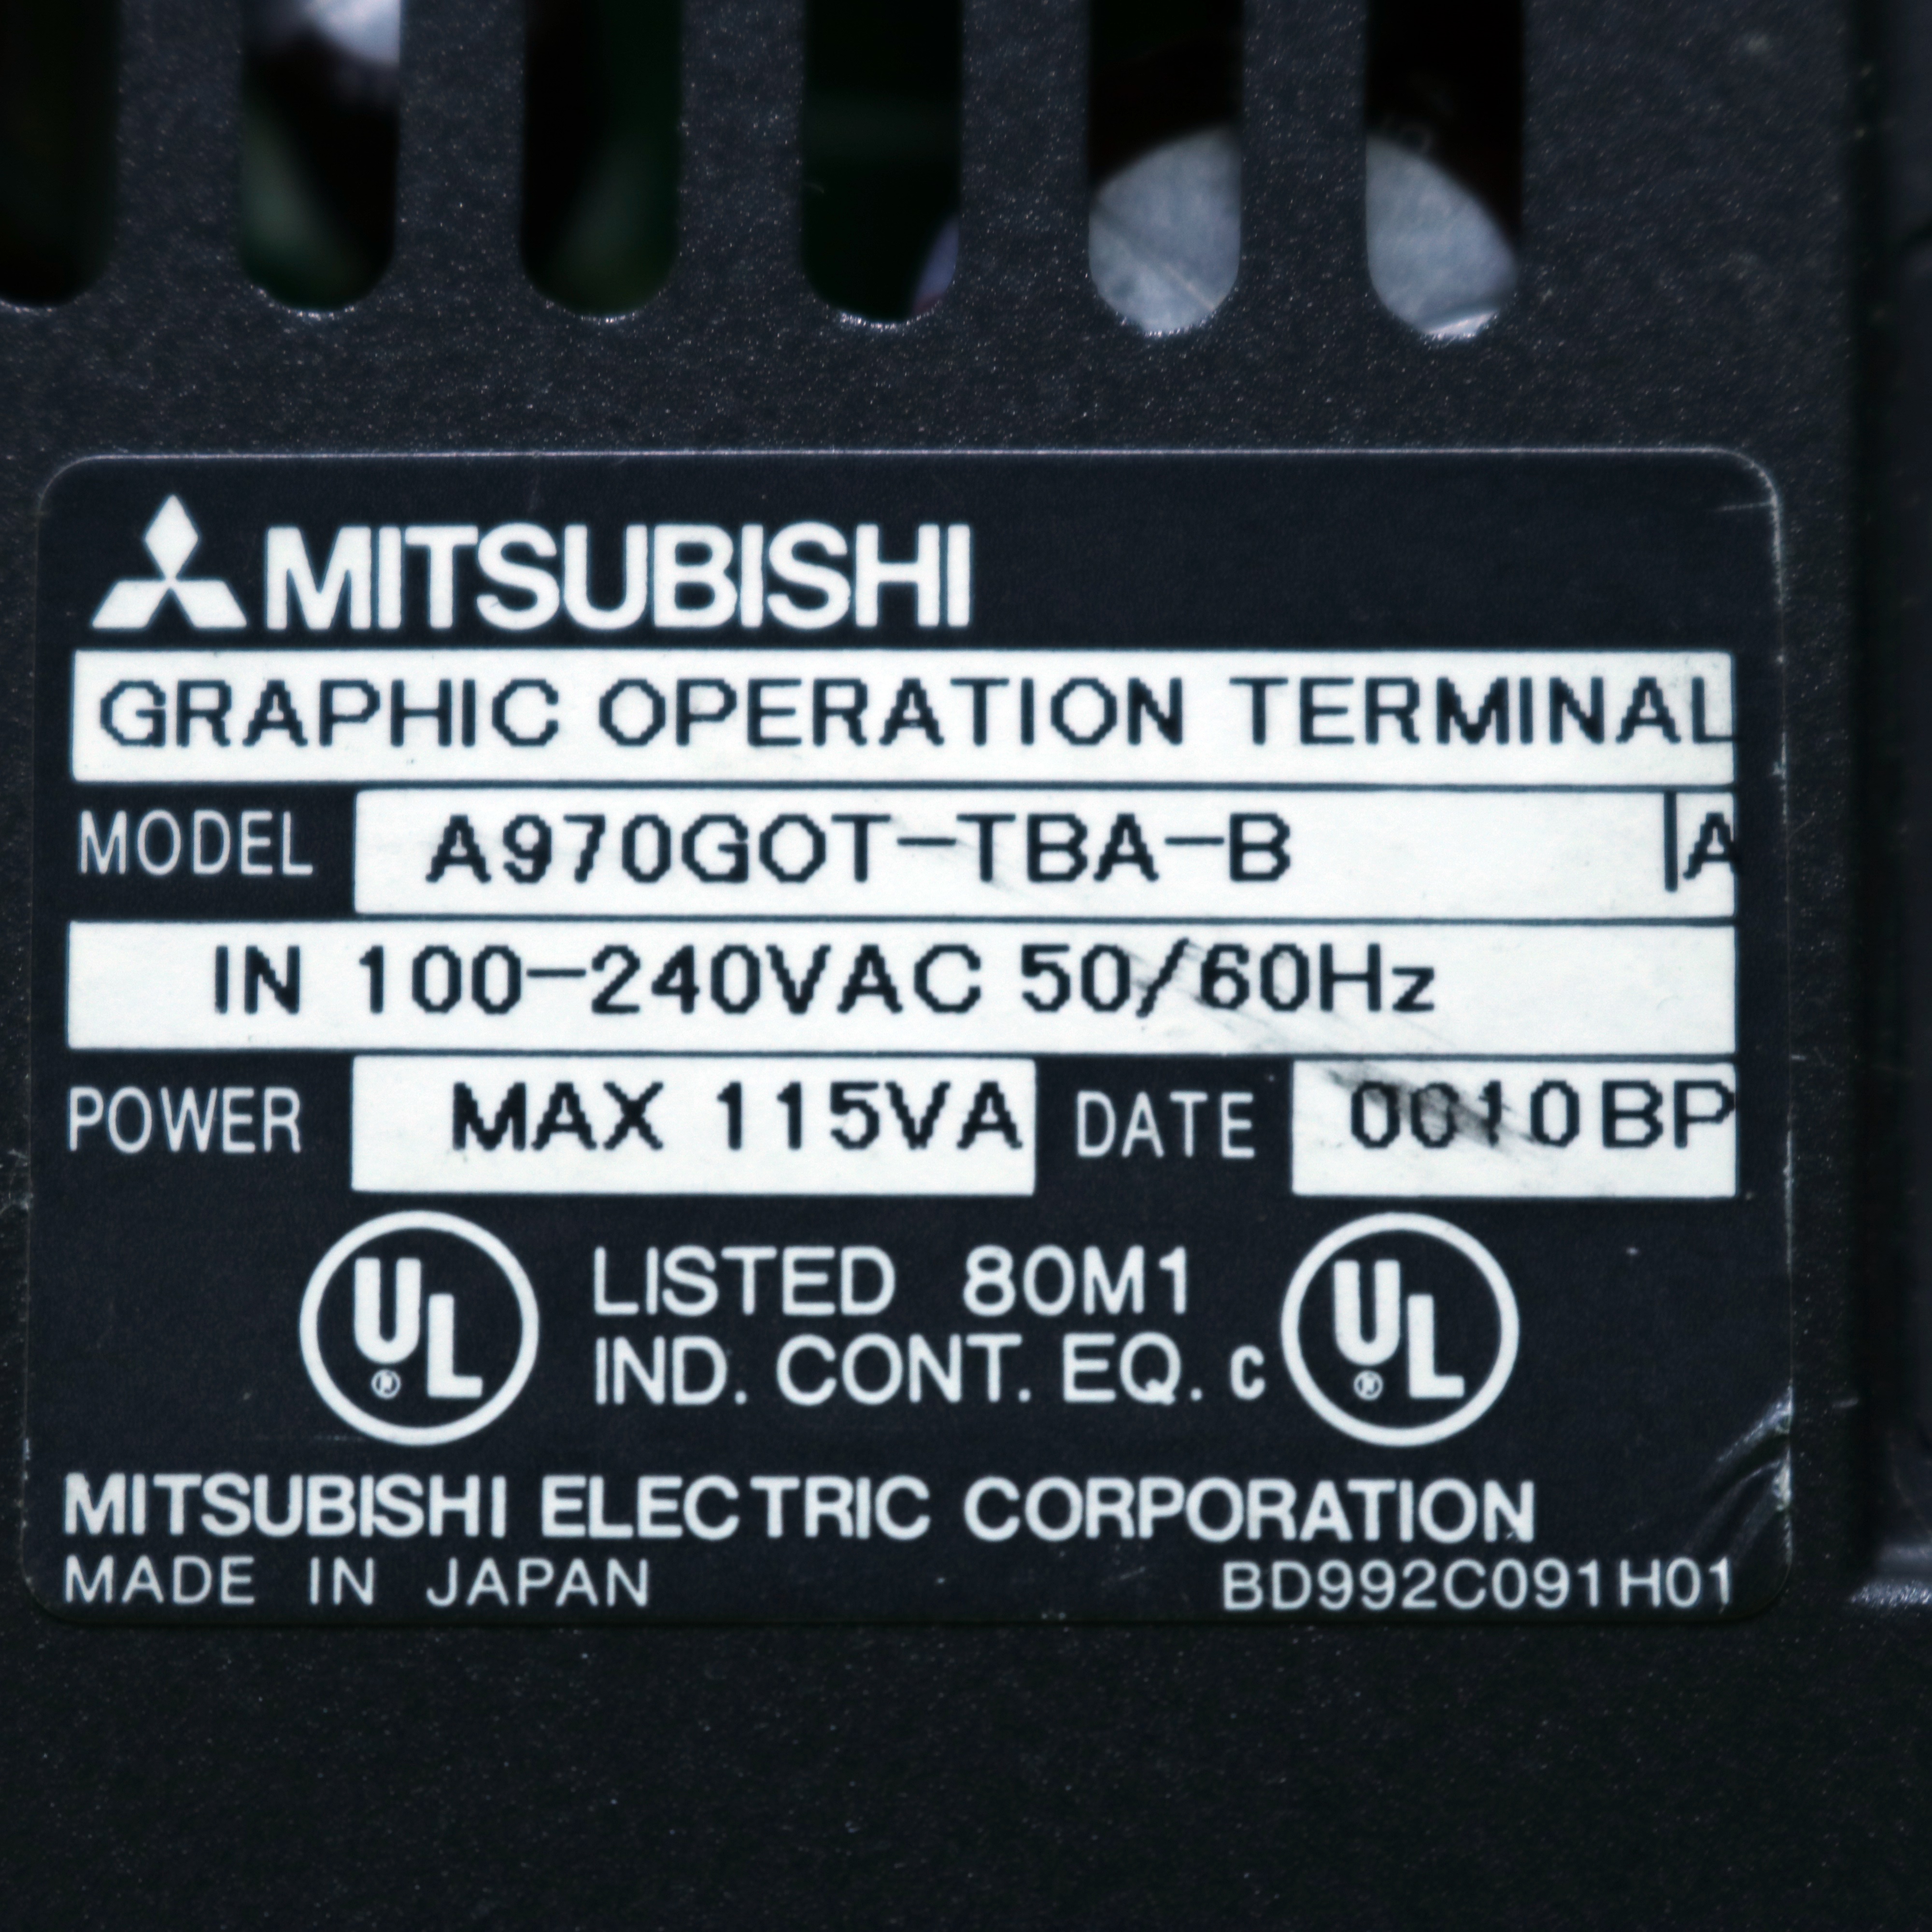 MITSUBISHI
GRAPHIC OPERATION TERMINAL
MODEL A970GOT-TBA-B |A
IN 100-240VAC 50/60Hz
POWER MAX 115VA DATE 0010BP
UL LISTED 80M1 UL
IND. CONT. EQ. C
MITSUBISHI ELECTRIC CORPORATION
MADE IN JAPAN BD992C091H01